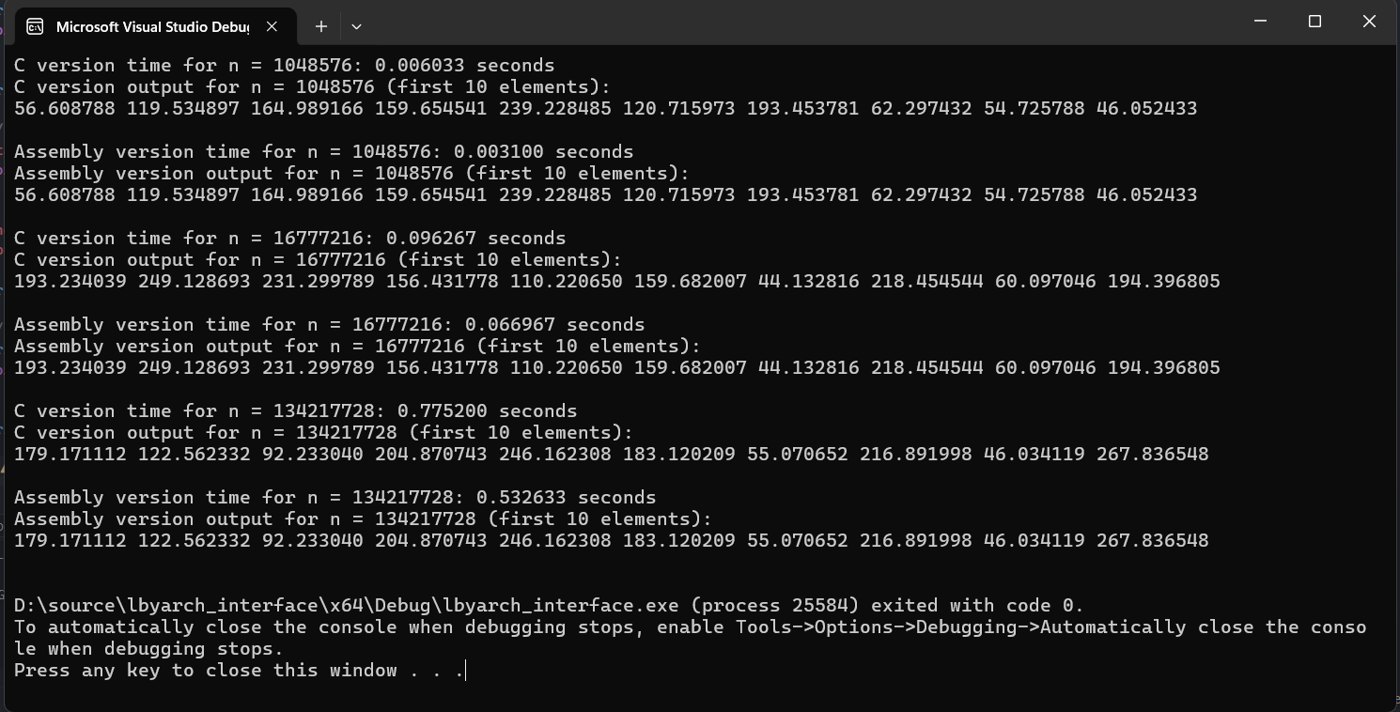 Microsoft Visual Studio Debug
C version time for n = 1048576: 0.006033 seconds
C version output for n = 1048576 (first 10 elements):
56.608788 119.534897 164.989166 159.654541 239.228485 120.715973 193.453781 62.297432 54.725788 46.052433
Assembly version time for n = 1048576: 0.003100 seconds
Assembly version output for n = 1048576 (first 10 elements):
56.608788 119.534897 164.989166 159.654541 239.228485 120.715973 193.453781 62.297432 54.725788 46.052433
C version time for n = 16777216: 0.096267 seconds
C version output for n = 16777216 (first 10 elements):
193.234039 249.128693 231.299789 156.431778 110.220650 159.682007 44.132816 218.454544 60.097046 194.396805
Assembly version time for n = 16777216: 0.066967 seconds
Assembly version output for n = 16777216 (first 10 elements):
193.234039 249.128693 231.299789 156.431778 110.220650 159.682007 44.132816 218.454544 60.097046 194.396805
C version time for n = 134217728: 0.775200 seconds
C version output for n = 134217728 (first 10 elements):
179.171112 122.562332 92.233040 204.870743 246.162308 183.120209 55.070652 216.891998 46.034119 267.836548
Assembly version time for n = 134217728: 0.532633 seconds
Assembly version output for n = 134217728 (first 10 elements):
179.171112 122.562332 92.233040 204.870743 246.162308 183.120209 55.070652 216.891998 46.034119 267.836548
D:\source\lbyarch_interface\x64\Debug\lbyarch_interface.exe (process 25584) exited with code 0.
To automatically close the console when debugging stops, enable Tools->Options->Debugging->Automatically close the conso
le when debugging stops.
Press any key to close this window . . .